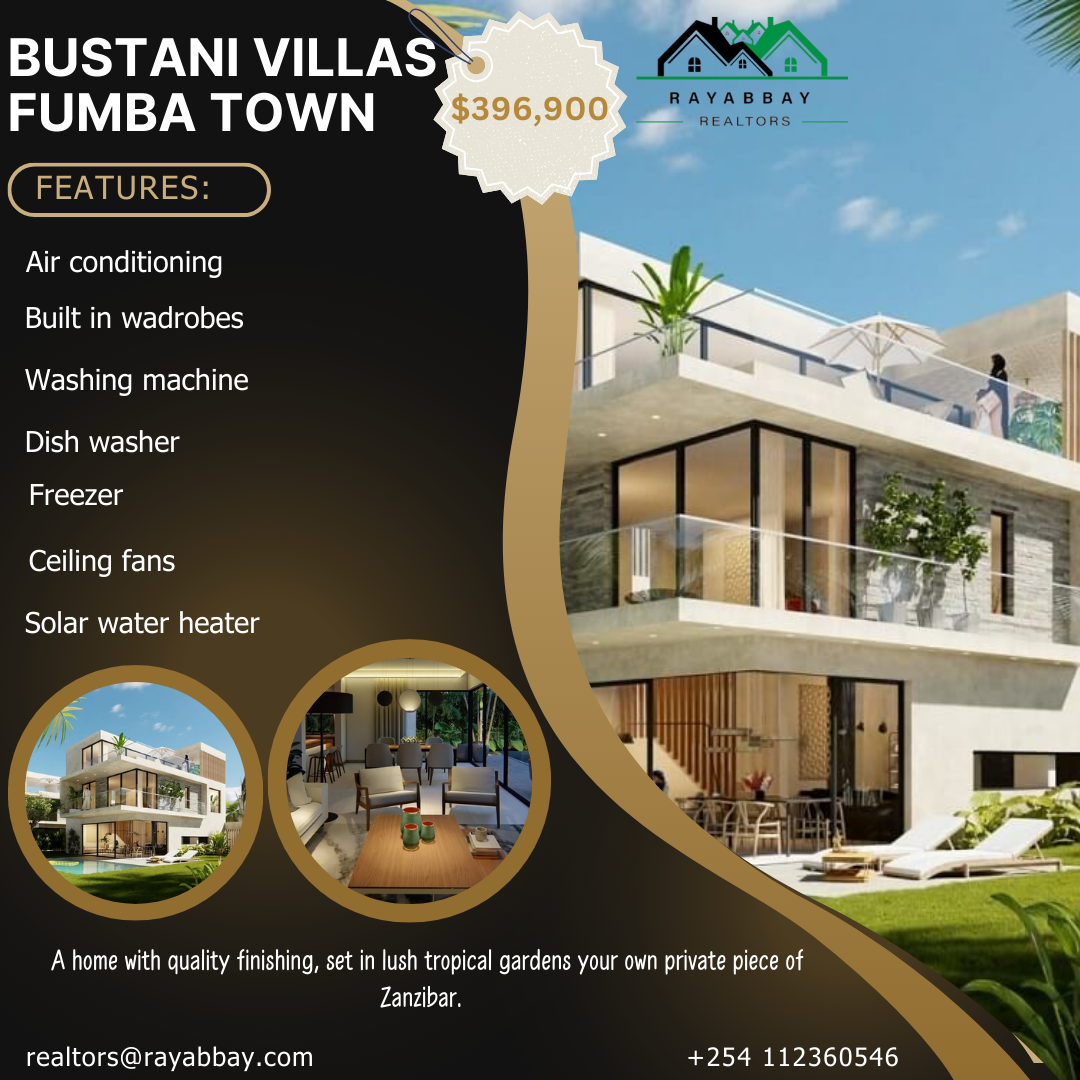 BUSTANI VILLAS
FUMBA TOWN
$396,900
RAYABBAY
REALTORS
FEATURES:
Air conditioning
Built in wadrobes
Washing machine
Dish washer
Freezer
Ceiling fans
Solar water heater
A home with quality finishing, set in lush tropical gardens your own private piece of
Zanzibar.
realtors@rayabbay.com
+254 112360546